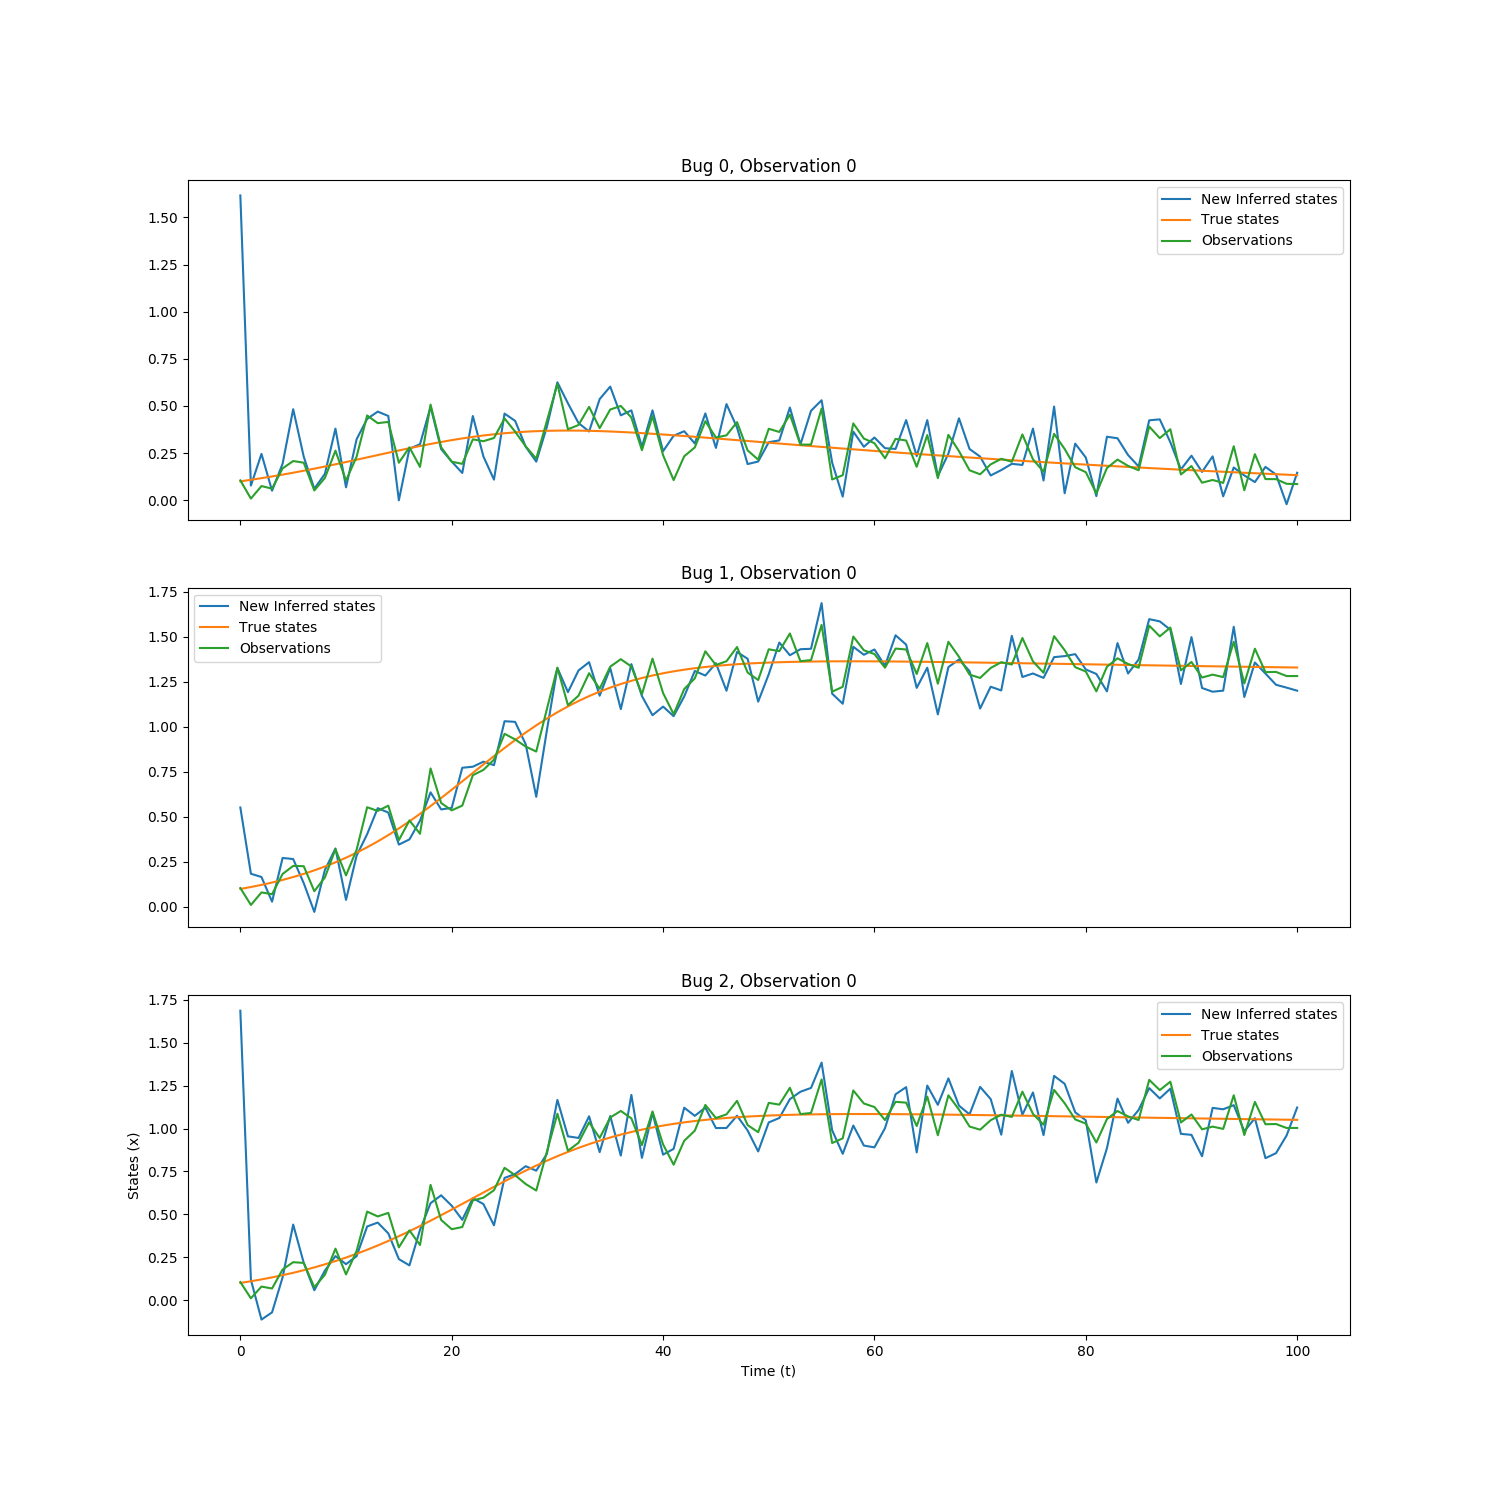 Bug 0, Observation 0
New Inferred states
True states
Observations
1.50
1.25
1.00
0.75
0.50
0.25
0.00
Bug 1, Observation 0
New Inferred states
True states
Observations
1.75
1.50
1.25
1.00
0.75
0.50
0.25
0.00
Bug 2, Observation 0
New Inferred states
True states
Observations
1.75
1.50
1.25
1.00
0.75
0.50
0.25
0.00
States (x)
0 20 40 60 80 100
Time (t)